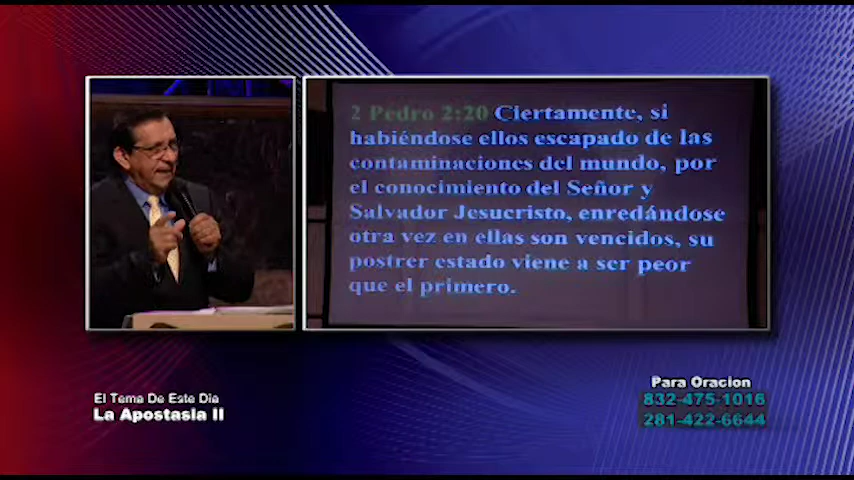 2 Pedro 2:20 Ciertamente, si
habiéndose ellos escapado de las
contaminaciones del mundo, por
el conocimiento del Señor y
Salvador Jesucristo, enredándose
otra vez en ellas son vencidos, su
postrer estado viene a ser peor
que el primero.
El Tema De Este Dia
La Apostasia II
Para Oracion
832-475-1016
281-422-6644